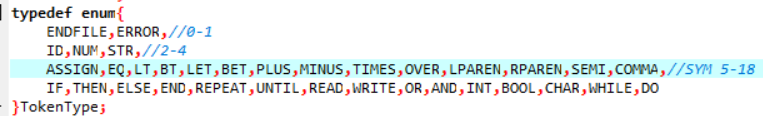 typedef enum{
ENDFILE,ERROR,//0-1
ID,NUM,STR,//2-4
ASSIGN,EQ,LT,BT,LET,BET,PLUS,MINUS,TIMES,OVER,LPAREN,RPAREN,SEMI,COMMA,//SYM 5-18
IF,THEN,ELSE,END,REPEAT,UNTIL,READ,WRITE,OR,AND,INT,BOOL,CHAR,WHILE,DO
}TokenType;